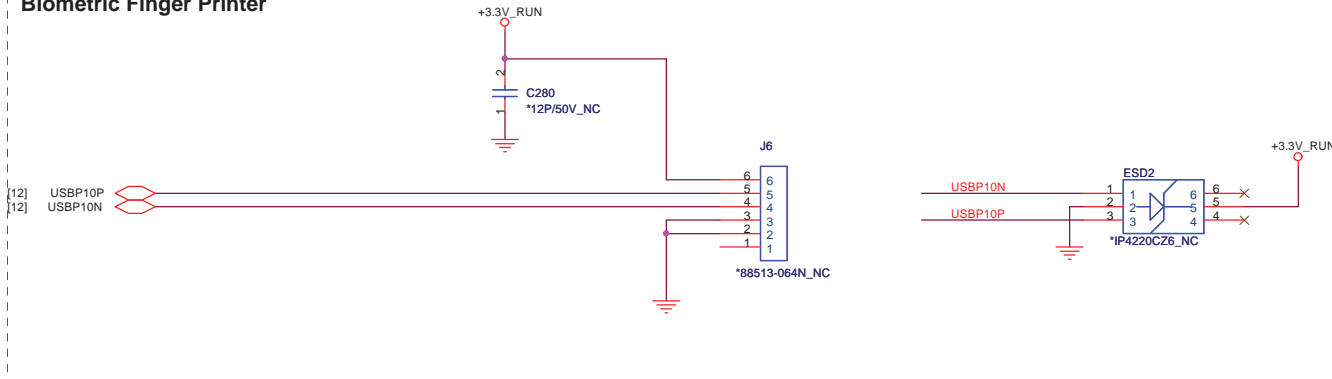 Biometric Finger Printer
+3.3V_RUN
2
C280
*12P/50V_NC
1
J6
+3.3V_RUN
[12] USBP10P
[12] USBP10N
6 6
5 5
4 4
3 3
2 2
1 1
*88513-064N_NC
ESD2
USBP10N 1 1 6 6
2 2 5 5
USBP10P 3 3 4 4
*IP4220CZ6_NC